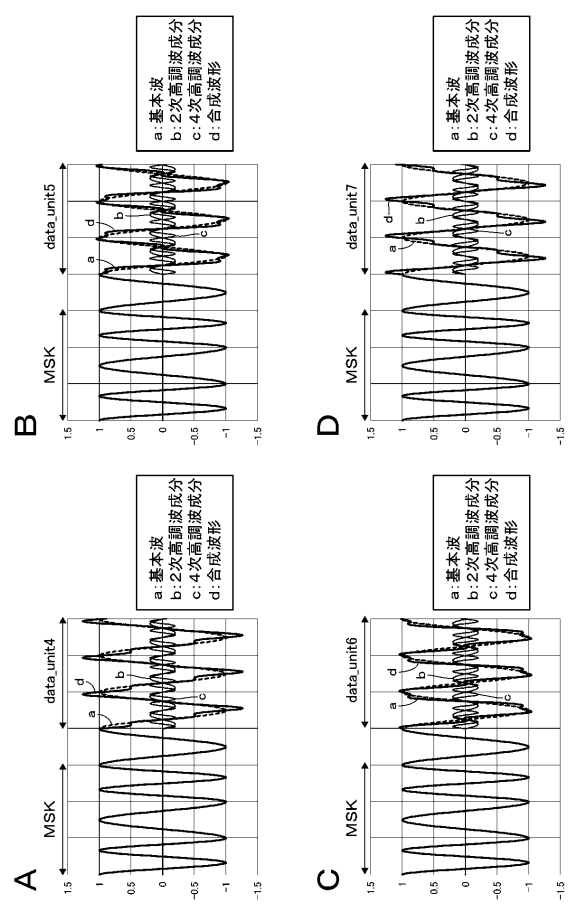 A
MSK
data_unit4
1.5
1
0.5
0
−0.5
−1
−1.5
a
d
b
c
a:基本波
b:2次高調波成分
c:4次高調波成分
d:合成波形
B
MSK
data_unit5
1.5
1
0.5
0
−0.5
−1
−1.5
a
d
b
c
a:基本波
b:2次高調波成分
c:4次高調波成分
d:合成波形
C
MSK
data_unit6
1.5
1
0.5
0
−0.5
−1
−1.5
d
a
b
c
a:基本波
b:2次高調波成分
c:4次高調波成分
d:合成波形
D
MSK
data_unit7
1.5
1
0.5
0
−0.5
−1
−1.5
a
d
b
c
a:基本波
b:2次高調波成分
c:4次高調波成分
d:合成波形